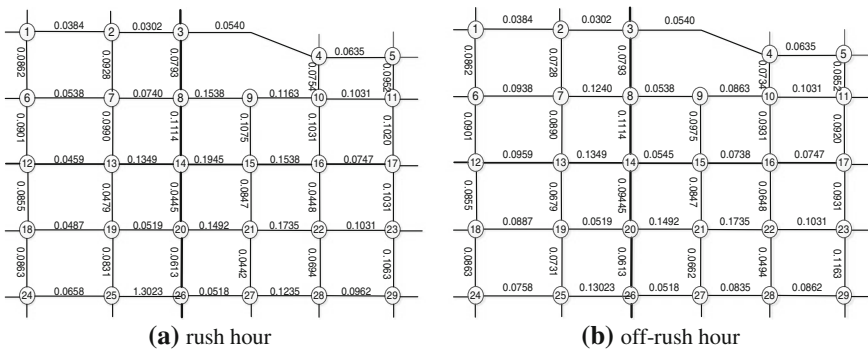 1 0.0384 2 0.0302 3 0.0540
4 0.0635 5
0.0862 0.0928 0.0793 0.0754 0.0952
6 0.0538 7 0.0740 8 0.1538 9 0.1163 10 0.1031 11
0.0901 0.0990 0.1114 0.1075 0.1031 0.1020
12 0.0459 13 0.1349 14 0.1945 15 0.1538 16 0.0747 17
0.0855 0.0479 0.0445 0.0847 0.0448 0.1031
18 0.0487 19 0.0519 20 0.1492 21 0.1735 22 0.1031 23
0.0863 0.0831 0.0613 0.0442 0.0694 0.1063
24 0.0658 25 1.3023 26 0.0518 27 0.1235 28 0.0962 29
(a) rush hour
1 0.0384 2 0.0302 3 0.0540
4 0.0635 5
0.0862 0.0728 0.0793 0.0734 0.0852
6 0.0938 7 0.1240 8 0.0538 9 0.0863 10 0.1031 11
0.0901 0.0890 0.1114 0.0975 0.0931 0.0920
12 0.0959 13 0.1349 14 0.0545 15 0.0738 16 0.0747 17
0.0855 0.0679 0.09445 0.0847 0.0648 0.0931
18 0.0887 19 0.0519 20 0.1492 21 0.1735 22 0.1031 23
0.0863 0.0731 0.0613 0.0662 0.0494 0.1163
24 0.0758 25 0.13023 26 0.0518 27 0.0835 28 0.0862 29
(b) off-rush hour